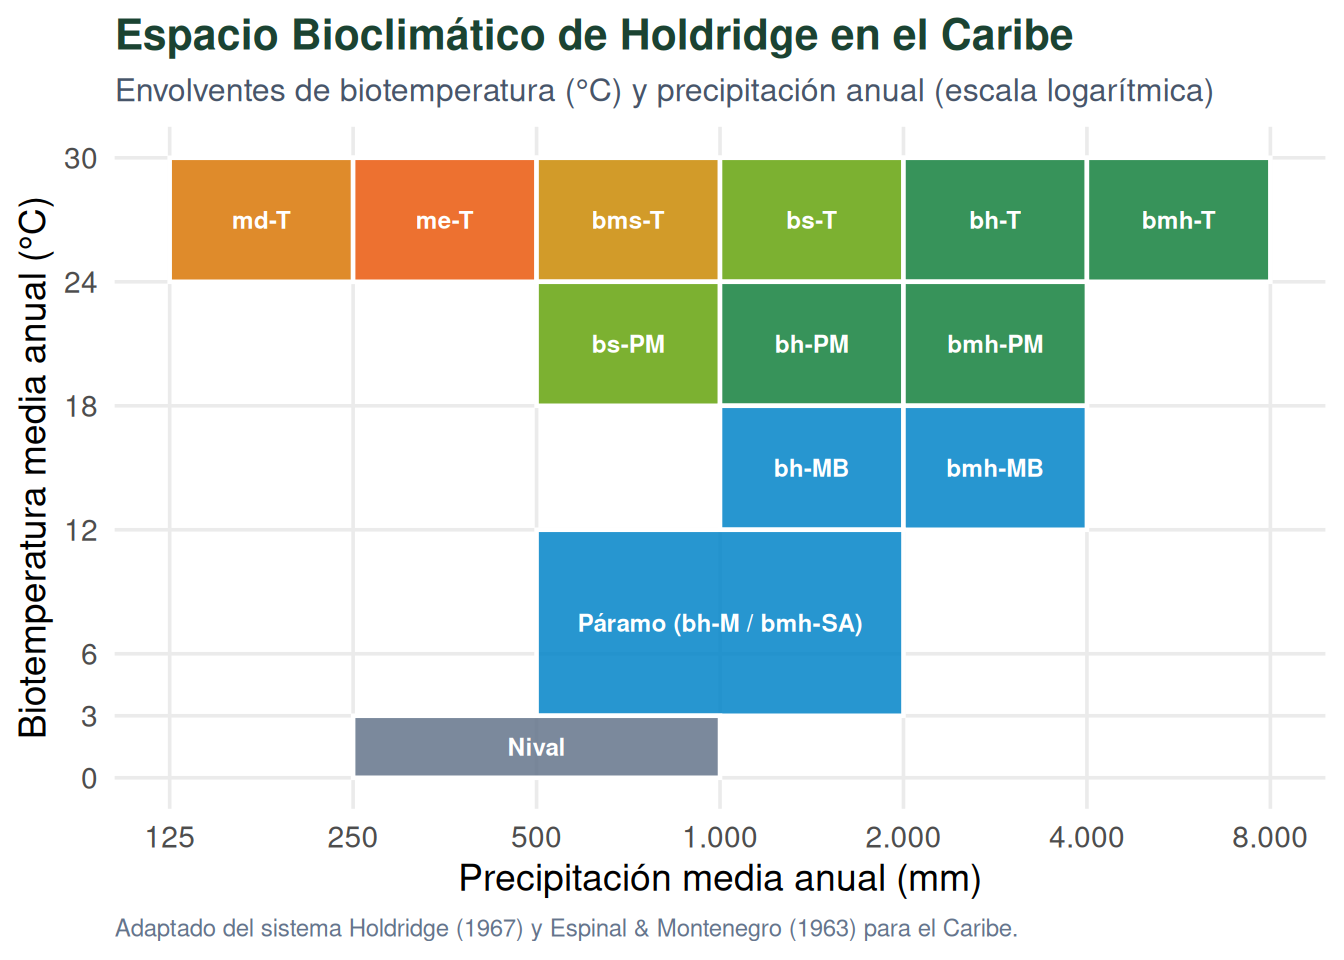 Espacio Bioclimático de Holdridge en el Caribe
Envolventes de biotemperatura (°C) y precipitación anual (escala logarítmica)
Biotemperatura media anual (°C)
30
24
18
12
6
3
0
md-T
me-T
bms-T
bs-T
bh-T
bmh-T
bs-PM
bh-PM
bmh-PM
bh-MB
bmh-MB
Páramo (bh-M / bmh-SA)
Nival
125
250
500
1.000
2.000
4.000
8.000
Precipitación media anual (mm)
Adaptado del sistema Holdridge (1967) y Espinal & Montenegro (1963) para el Caribe.